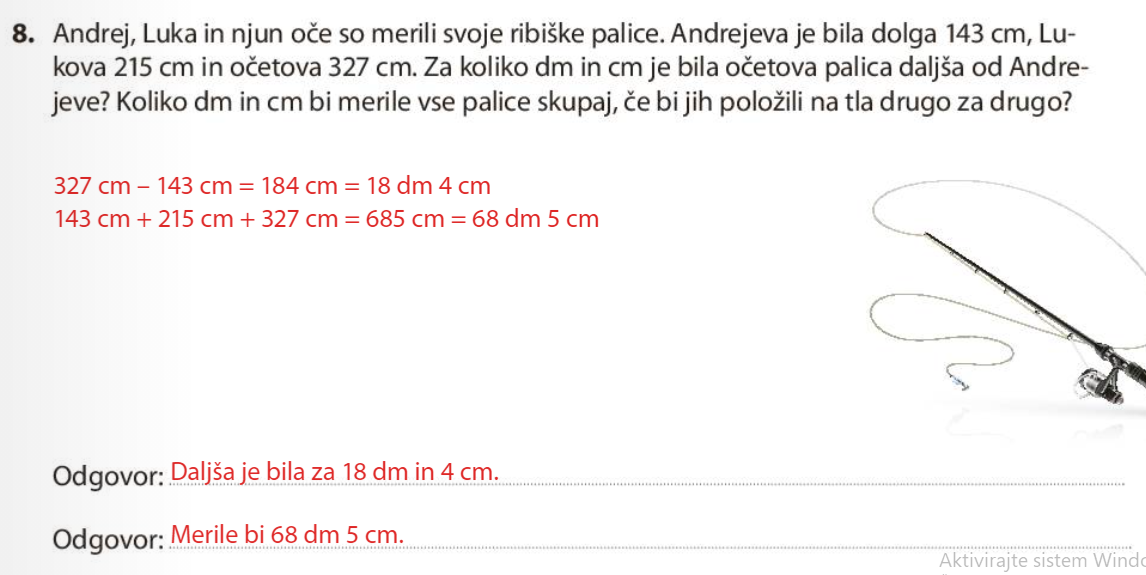 8. Andrej, Luka in njun oče so merili svoje ribiške palice. Andrejeva je bila dolga 143 cm, Lu-
kova 215 cm in očetova 327 cm. Za koliko dm in cm je bila očetova palica daljša od Andre-
jeve? Koliko dm in cm bi merile vse palice skupaj, če bi jih položili na tla drugo za drugo?
327 cm – 143 cm = 184 cm = 18 dm 4 cm
143 cm + 215 cm + 327 cm = 685 cm = 68 dm 5 cm
Odgovor: Daljša je bila za 18 dm in 4 cm.
Odgovor: Merile bi 68 dm 5 cm.
Aktivirajte sistem